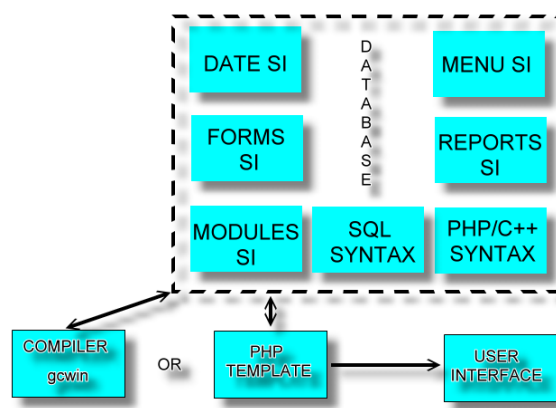 DATE SI
DATABASE
MENU SI
FORMS
SI
REPORTS
SI
MODULES
SI
SQL
SYNTAX
PHP/C++
SYNTAX
COMPILER
gcwin
OR
PHP
TEMPLATE
USER
INTERFACE